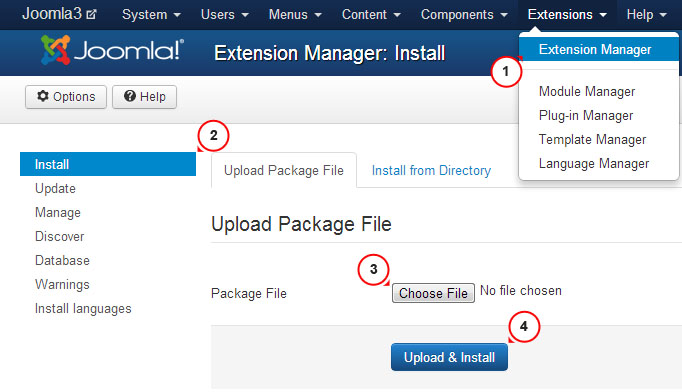 Joomla3 System Users Menus Content Components Extensions Help
Joomla! Extension Manager: Install
Extension Manager
1
Module Manager
Plug-in Manager
Template Manager
Language Manager
Options Help
2
Install
Update
Manage
Discover
Database
Warnings
Install languages
Upload Package File Install from Directory
Upload Package File
3
Package File Choose File No file chosen
4
Upload & Install